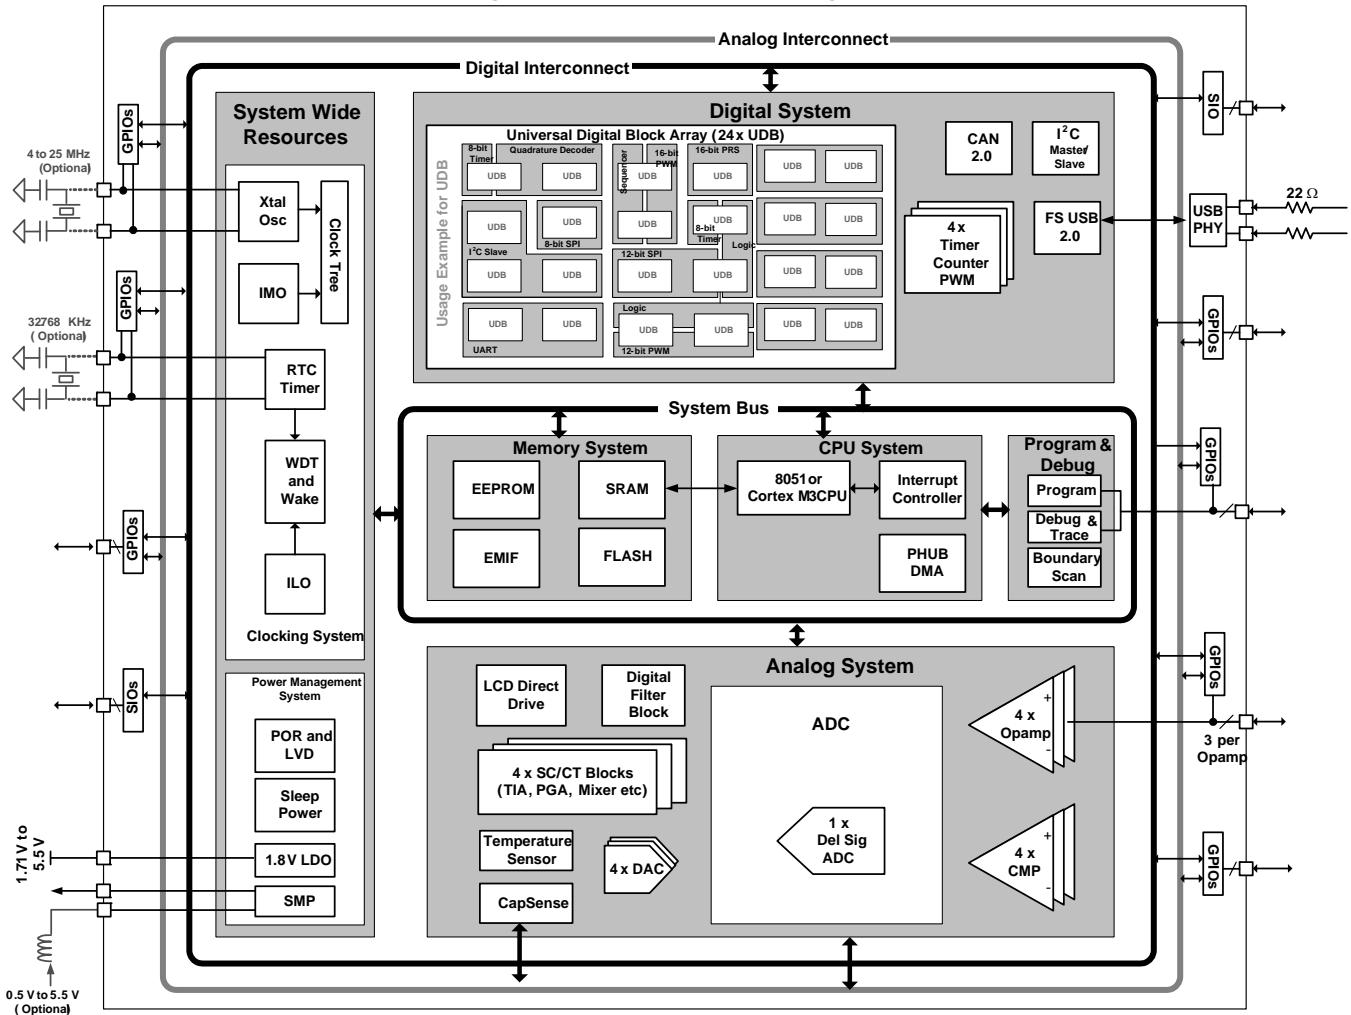 Analog Interconnect
Digital Interconnect
System Wide
Resources
Xtal
Osc
Clock Tree
IMO
RTC
Timer
WDT
and
Wake
ILO
Clocking System
Power Management
System
POR and
LVD
Sleep
Power
1.8 V LDO
SMP
4 to 25 MHz
(Optional)
GPIOs
32768 KHz
(Optional)
GPIOs
GPIOs
SIOs
1.71 V to
5.5 V
0.5 V to 5.5 V
(Optional)
Digital System
Universal Digital Block Array (24 x UDB)
Usage Example for UDB
8-bit
Timer
Quadrature Decoder
Sequencer
16-bit
PWM
16-bit PRS
UDB
UDB
UDB
UDB
UDB
UDB
UDB
UDB
UDB
UDB
UDB
UDB
I2C Slave
8-bit SPI
8-bit
Timer
Logic
12-bit SPI
UDB
UDB
UDB
UDB
UDB
UDB
Logic
UDB
UDB
UDB
UDB
UDB
UDB
UART
12-bit PWM
CAN
2.0
I2C
Master/
Slave
4 x
Timer
Counter
PWM
FS USB
2.0
System Bus
Memory System
EEPROM
SRAM
EMIF
FLASH
CPU System
8051 or
Cortex M3CPU
Interrupt
Controller
PHUB
DMA
Program &
Debug
Program
Debug &
Trace
Boundary
Scan
Analog System
LCD Direct
Drive
Digital
Filter
Block
4 x SC/CT Blocks
(TIA, PGA, Mixer etc)
Temperature
Sensor
4 x DAC
CapSense
ADC
1 x
Del Sig
ADC
+
4 x
Opamp
-
+
4 x
CMP
-
SIO
USB
PHY
22 Ω
GPIOs
GPIOs
GPIOs
3 per
Opamp
GPIOs